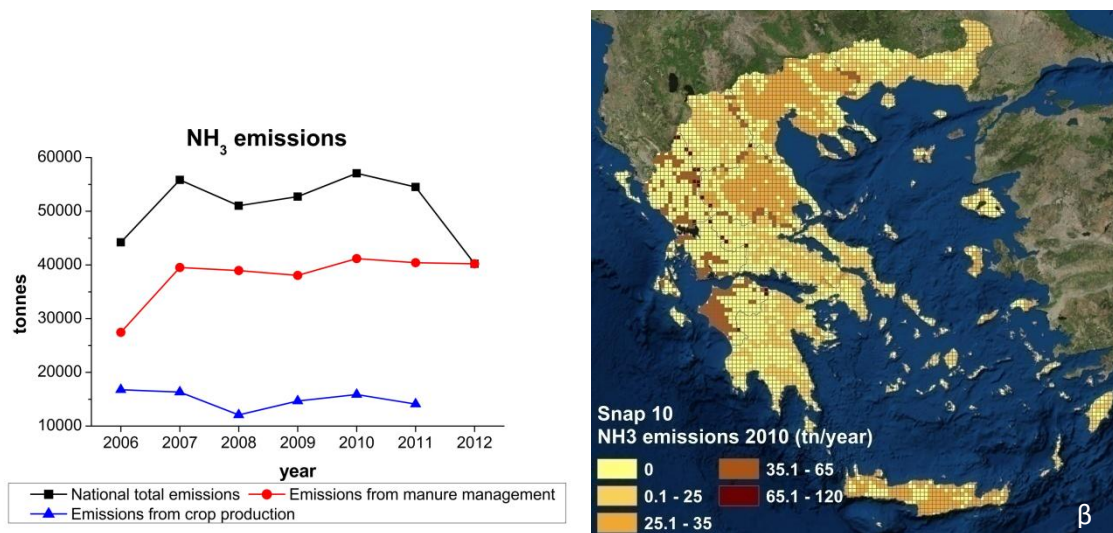 NH3 emissions
60000
50000
40000
30000
20000
10000
tonnes
2006 2007 2008 2009 2010 2011 2012
year
National total emissions Emissions from manure management
Emissions from crop production
Snap 10
NH3 emissions 2010 (tn/year)
0 35.1 - 65
0.1 - 25 65.1 - 120
25.1 - 35
β